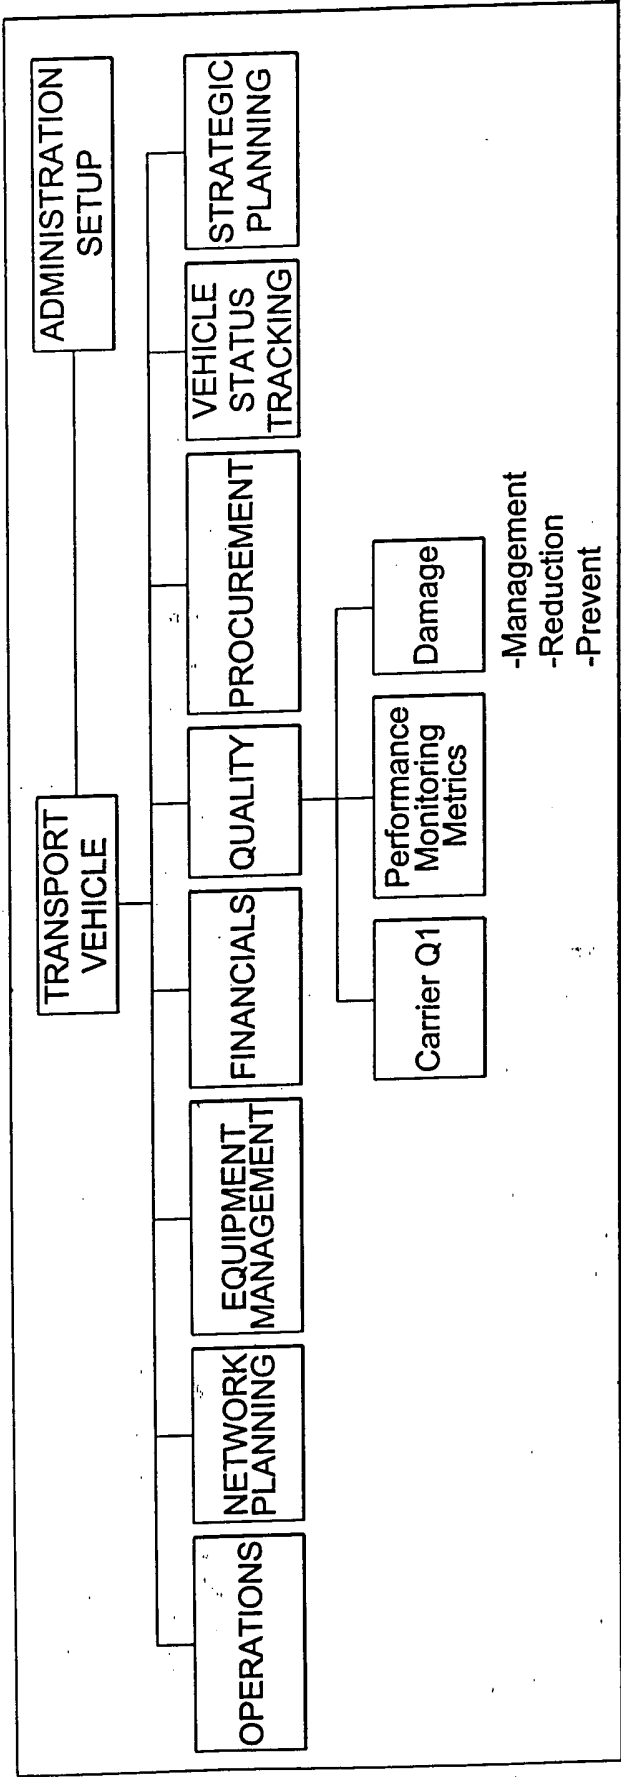 TRANSPORT
VEHICLE
ADMINISTRATION
SETUP
OPERATIONS
NETWORK
PLANNING
EQUIPMENT
MANAGEMENT
FINANCIALS
QUALITY
PROCUREMENT
VEHICLE
STATUS
TRACKING
STRATEGIC
PLANNING
Carrier Q1
Performance
Monitoring
Metrics
Damage
-Management
-Reduction
-Prevent